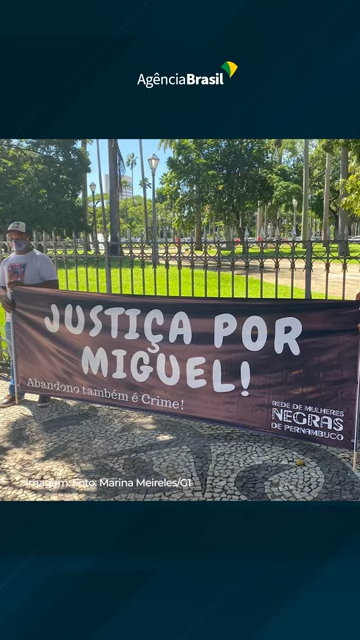 AgênciaBrasil
JUSTIÇA POR
MIGUEL!
Abandono também é Crime!
REDE DE MULHERES
NEGRAS
DE PERNAMBUCO
Imagem: Foto: Marina Meireles/G1